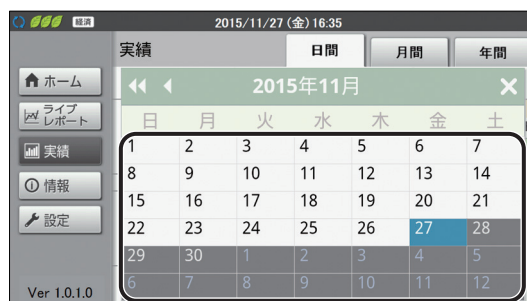 経済 2015/11/27 (金) 16:35
実績 日間 月間 年間
ホーム
ライブ
レポート
実績
情報
設定
Ver 1.0.1.0
2015年11月
日 月 火 水 木 金 土
1 2 3 4 5 6 7
8 9 10 11 12 13 14
15 16 17 18 19 20 21
22 23 24 25 26 27 28
29 30 1 2 3 4 5
6 7 8 9 10 11 12